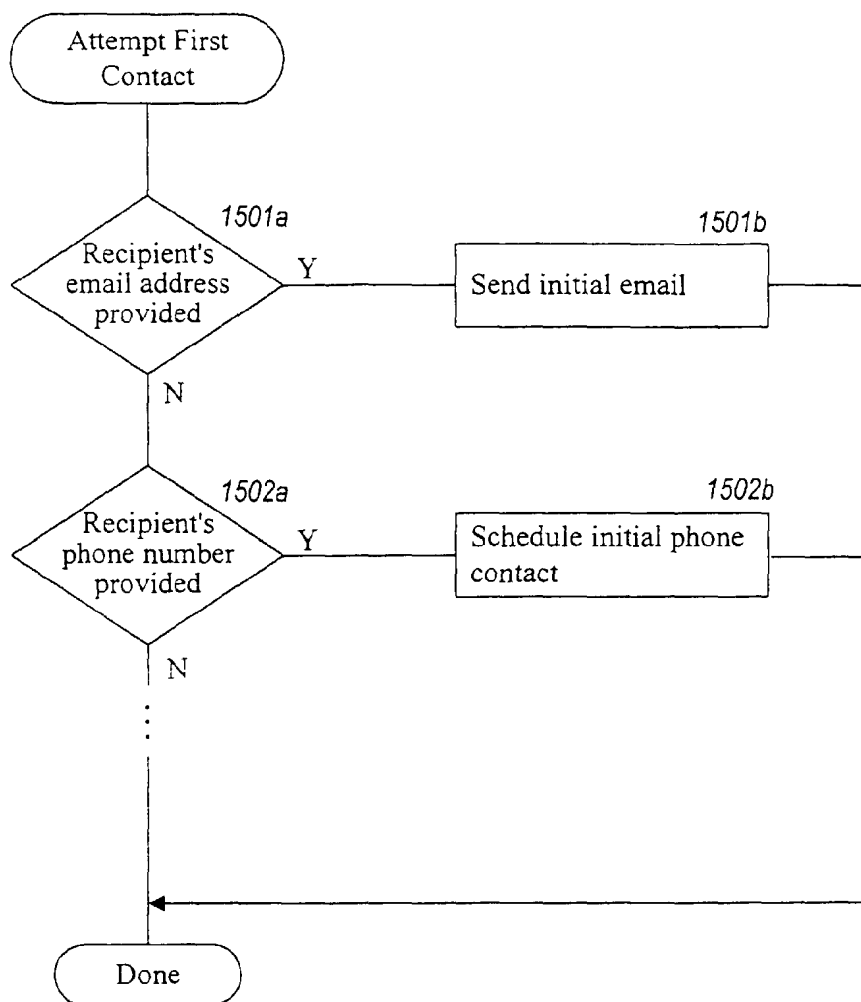 Attempt First
Contact
1501a
Recipient's
email address
provided
Y
N
1501b
Send initial email
1502a
Recipient's
phone number
provided
Y
N
1502b
Schedule initial phone
contact
Done